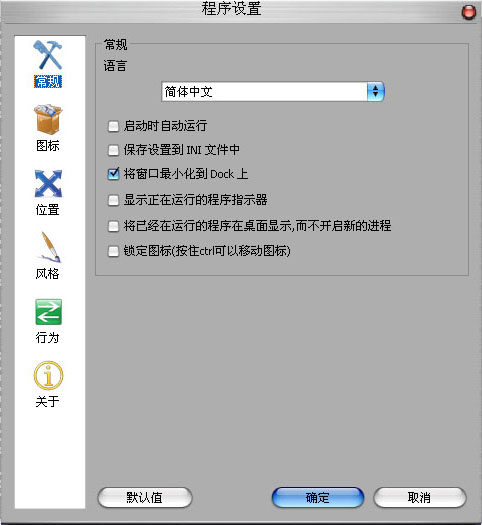 程序设置
常规
图标
位置
风格
行为
关于
常规
语言
简体中文
启动时自动运行
保存设置到 INI 文件中
将窗口最小化到 Dock 上
显示正在运行的程序指示器
将已经在运行的程序在桌面显示,而不开启新的进程
锁定图标(按住ctrl可以移动图标)
默认值
确定
取消